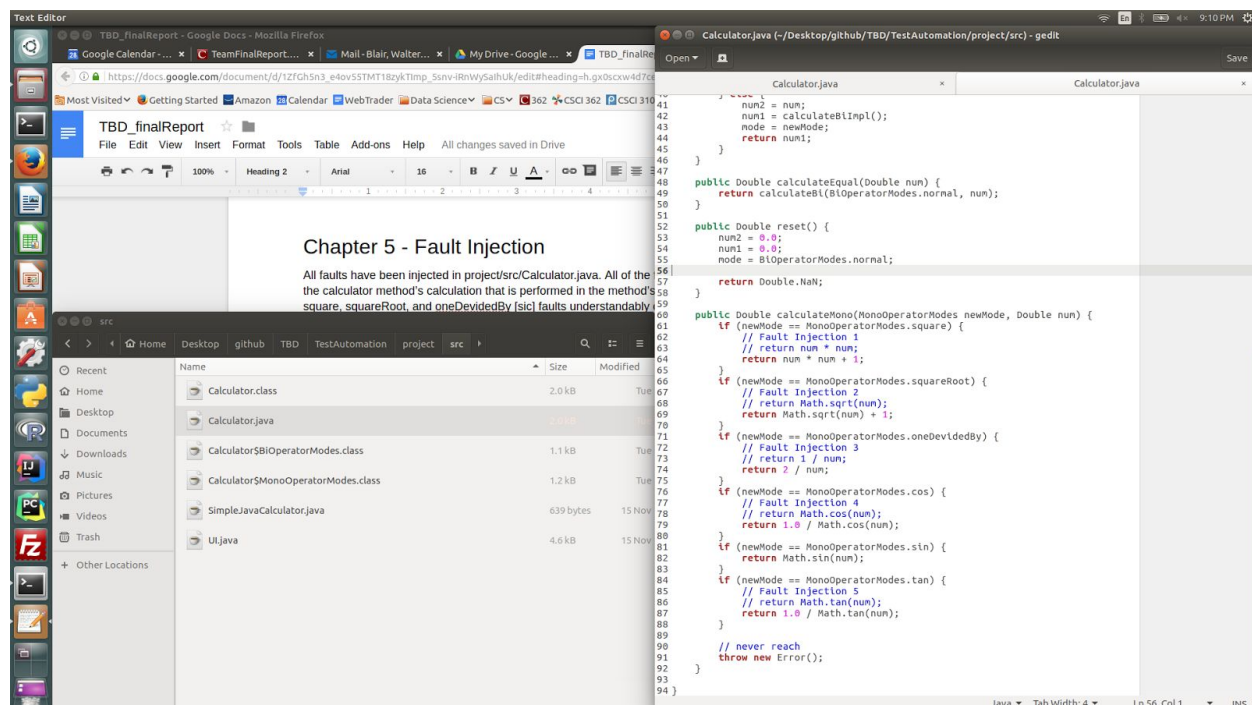 Text Editor
En
9:10 PM
TBD_finalReport - Google Docs - Mozilla Firefox
Google Calendar - ...
TeamFinalReport....
Mail - Blair, Walter...
My Drive - Google ...
TBD_finalRe
https://docs.google.com/document/d/
Most Visited
Getting Started
Amazon
Calendar
WebTrader
Data Science
CS
362
CSCI 362
CSCI 310
TBD_finalReport
File Edit View Insert Format Tools Table Add-ons Help All changes saved in Drive
100% Heading 2 Arial 16 B I U A
1 2 3 4
Chapter 5 - Fault Injection
All faults have been injected in project/src/Calculator.java. All of the
the calculator method's calculation that is performed in the method's
square, squareRoot, and oneDevidedBy [sic] faults understandably
src
Home Desktop github TBD TestAutomation project src
Recent
Home
Desktop
Documents
Downloads
Music
Pictures
Videos
Trash
+ Other Locations
Name Size Modified
Calculator.class 2.0 kB Tue
Calculator.java
Calculator$BiOperatorModes.class 1.1 kB Tue
Calculator$MonoOperatorModes.class 1.2 kB Tue
SimpleJavaCalculator.java 639 bytes 15 Nov
UI.java 4.6 kB 15 Nov
Calculator.java (~/Desktop/github/TBD/TestAutomation/project/src) - gedit
Open Save
Calculator.java × Calculator.java ×
40 } else {
41 num2 = num;
42 num1 = calculateBiImpl();
43 mode = newMode;
44 return num1;
45 }
46 }
47
48 public Double calculateEqual(Double num) {
49 return calculateBi(BiOperatorModes.normal, num);
50 }
51
52 public Double reset() {
53 num2 = 0.0;
54 num1 = 0.0;
55 mode = BiOperatorModes.normal;
56
57 return Double.NaN;
58 }
59
60 public Double calculateMono(MonoOperatorModes newMode, Double num) {
61 if (newMode == MonoOperatorModes.square) {
62 // Fault Injection 1
63 // return num * num;
64 return num * num + 1;
65 }
66 if (newMode == MonoOperatorModes.squareRoot) {
67 // Fault Injection 2
68 // return Math.sqrt(num);
69 return Math.sqrt(num) + 1;
70 }
71 if (newMode == MonoOperatorModes.oneDevidedBy) {
72 // Fault Injection 3
73 // return 1 / num;
74 return 2 / num;
75 }
76 if (newMode == MonoOperatorModes.cos) {
77 // Fault Injection 4
78 // return Math.cos(num);
79 return 1.0 / Math.cos(num);
80 }
81 if (newMode == MonoOperatorModes.sin) {
82 return Math.sin(num);
83 }
84 if (newMode == MonoOperatorModes.tan) {
85 // Fault Injection 5
86 // return Math.tan(num);
87 return 1.0 / Math.tan(num);
88 }
89
90 // never reach
91 throw new Error();
92 }
93
94 }
Java Tab Width: 4 Ln 56, Col 1 INS